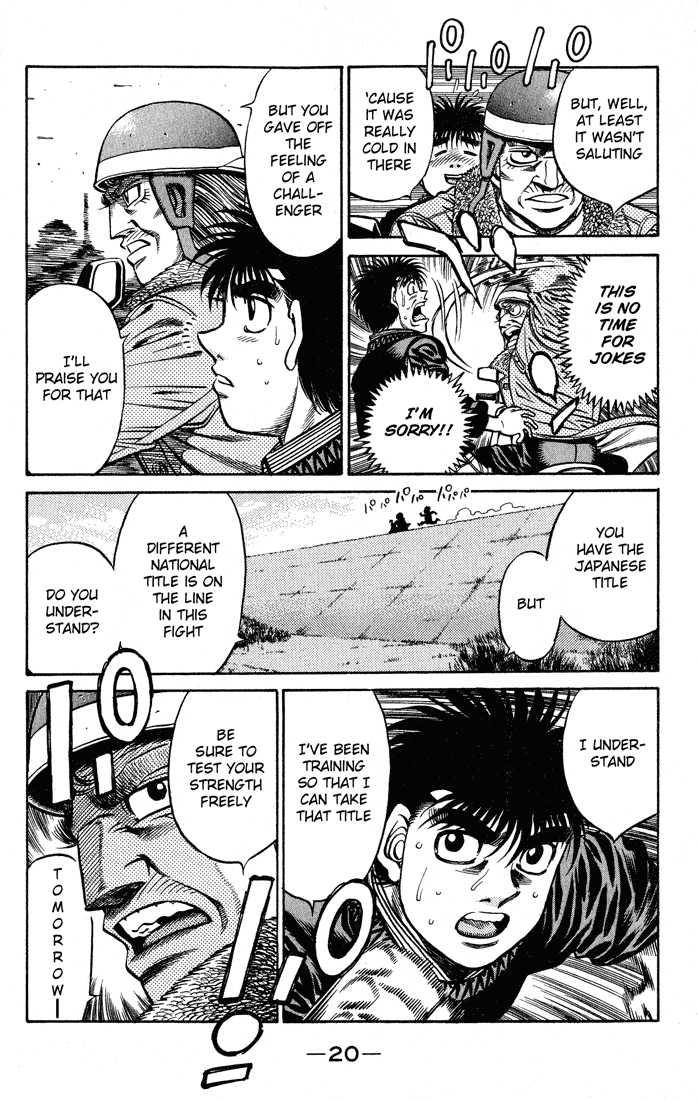 BUT, WELL,
AT LEAST
IT WASN'T
SALUTING
'CAUSE
IT WAS
REALLY
COLD IN
THERE
THIS
IS NO
TIME
FOR
JOKES
I'M
SORRY!!
BUT YOU
GAVE OFF
THE
FEELING
OF A
CHALL-
ENGER
I'LL
PRAISE YOU
FOR THAT
YOU
HAVE THE
JAPANESE
TITLE
BUT
A
DIFFERENT
NATIONAL
TITLE IS ON
THE LINE
IN THIS
FIGHT
DO YOU
UNDER-
STAND?
I UNDER-
STAND
I'VE BEEN
TRAINING
SO THAT I
CAN TAKE
THAT TITLE
BE
SURE TO
TEST YOUR
STRENGTH
FREELY
TOMORROW—
—20—